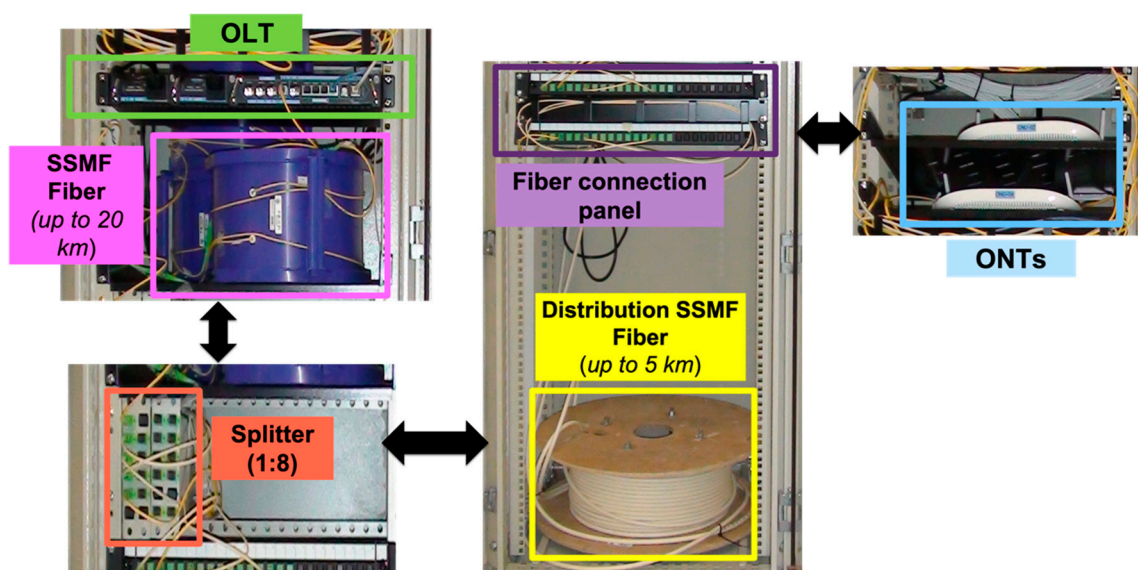 OLT
SSMF
Fiber
(up to 20
km)
Splitter
(1:8)
Fiber connection
panel
Distribution SSMF
Fiber
(up to 5 km)
ONTs